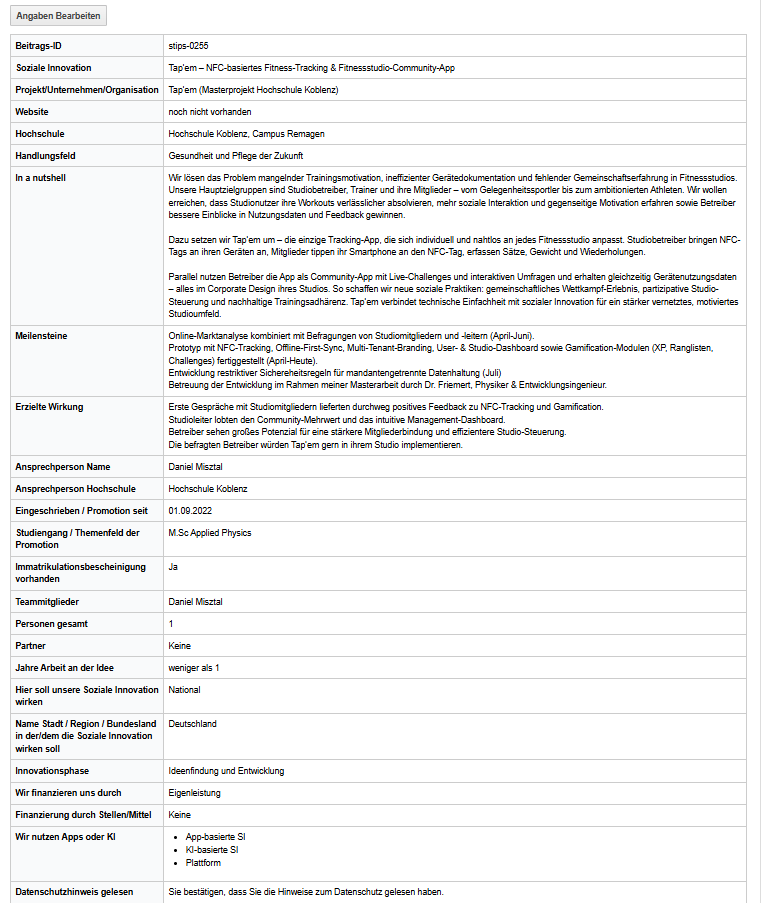 Angaben Bearbeiten
Beitrags-ID stips-0255
Soziale Innovation Tap'em – NFC-basiertes Fitness-Tracking & Fitnessstudio-Community-App
Projekt/Unternehmen/Organisation Tap'em (Masterprojekt Hochschule Koblenz)
Website noch nicht vorhanden
Hochschule Hochschule Koblenz, Campus Remagen
Handlungsfeld Gesundheit und Pflege der Zukunft
In a nutshell Wir lösen das Problem mangelnder Trainingsmotivation, ineffizienter Gerätedokumentation und fehlender Gemeinschaftserfahrung in Fitnessstudios.
Unsere Hauptzielgruppen sind Studiobetreiber, Trainer und ihre Mitglieder – vom Gelegenheitssportler bis zum ambitionierten Athleten. Wir wollen
erreichen, dass Studionutzer ihre Workouts verlässlicher absolvieren, mehr soziale Interaktion und gegenseitige Motivation erfahren sowie Betreiber
bessere Einblicke in Nutzungsdaten und Feedback gewinnen.
Dazu setzen wir Tap'em um – die einzige Tracking-App, die sich individuell und nahtlos an jedes Fitnessstudio anpasst. Studiobetreiber bringen NFC-
Tags an ihren Geräten an, Mitglieder tippen ihr Smartphone an den NFC-Tag, erfassen Sätze, Gewicht und Wiederholungen.
Parallel nutzen Betreiber die App als Community-App mit Live-Challenges und interaktiven Umfragen und erhalten gleichzeitig Gerätenutzungsdaten
– alles im Corporate Design ihres Studios. So schaffen wir neue soziale Praktiken: gemeinschaftliches Wettkampf-Erlebnis, partizipative Studio-
Steuerung und nachhaltige Trainingsadhärenz. Tap'em verbindet technische Einfachheit mit sozialer Innovation für ein stärker vernetztes, motiviertes
Studioumfeld.
Meilensteine Online-Marktanalyse kombiniert mit Befragungen von Studiomitgliedern und -leitern (April-Juni).
Prototyp mit NFC-Tracking, Offline-First-Sync, Multi-Tenant-Branding, User- & Studio-Dashboard sowie Gamification-Modulen (XP, Ranglisten,
Challenges) fertiggestellt (April-Heute).
Entwicklung restriktiver Sichereheitsregeln für mandantengetrennte Datenhaltung (Juli)
Betreuung der Entwicklung im Rahmen meiner Masterarbeit durch Dr. Friemert, Physiker & Entwicklungsingenieur.
Erzielte Wirkung Erste Gespräche mit Studiomitgliedern lieferten durchweg positives Feedback zu NFC-Tracking und Gamification.
Studioleiter lobten den Community-Mehrwert und das intuitive Management-Dashboard.
Betreiber sehen großes Potenzial für eine stärkere Mitgliederbindung und effizientere Studio-Steuerung.
Die befragten Betreiber würden Tap'em gern in ihrem Studio implementieren.
Ansprechperson Name Daniel Misztal
Ansprechperson Hochschule Hochschule Koblenz
Eingeschrieben / Promotion seit 01.09.2022
Studiengang / Themenfeld der M.Sc Applied Physics
Promotion
Immatrikulationsbescheinigung Ja
vorhanden
Teammitglieder Daniel Misztal
Personen gesamt 1
Partner Keine
Jahre Arbeit an der Idee weniger als 1
Hier soll unsere Soziale Innovation National
wirken
Name Stadt / Region / Bundesland Deutschland
in der/dem die Soziale Innovation
wirken soll
Innovationsphase Ideenfindung und Entwicklung
Wir finanzieren uns durch Eigenleistung
Finanzierung durch Stellen/Mittel Keine
Wir nutzen Apps oder KI • App-basierte SI
• KI-basierte SI
• Plattform
Datenschutzhinweis gelesen Sie bestätigen, dass Sie die Hinweise zum Datenschutz gelesen haben.